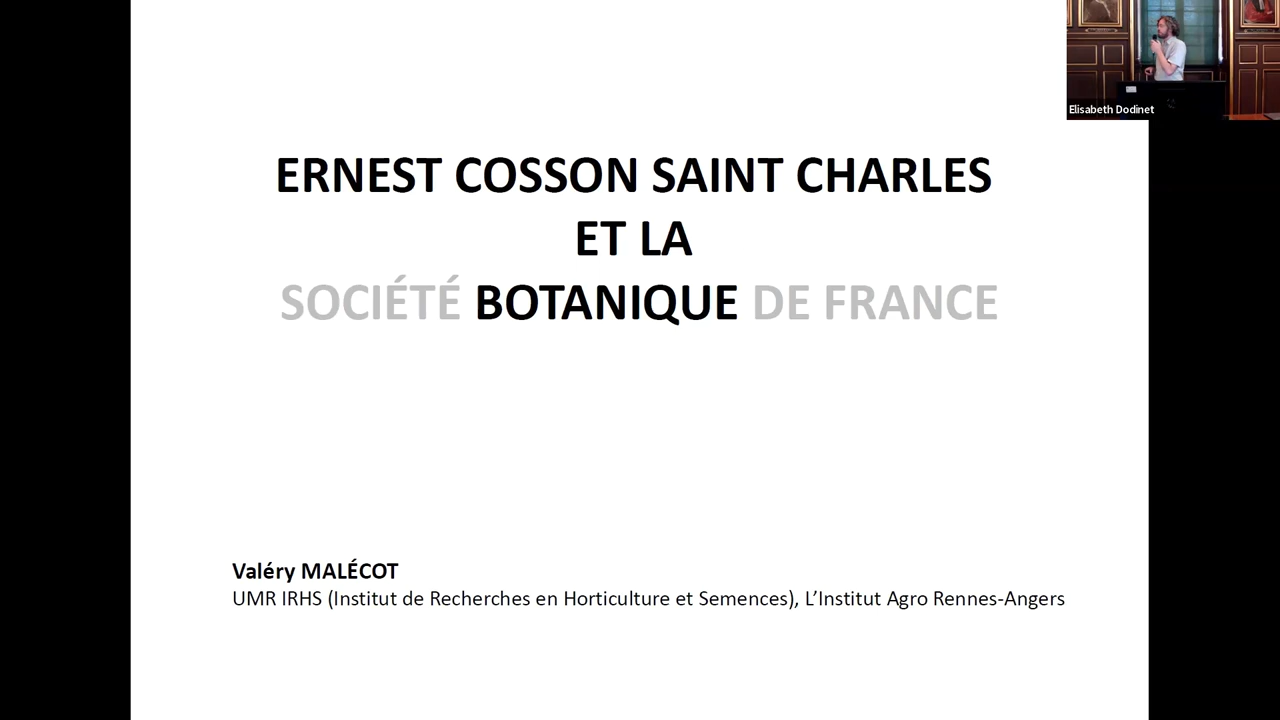 Elisabeth Dodinet
ERNEST COSSON SAINT CHARLES
ET LA
SOCIÉTÉ BOTANIQUE DE FRANCE
Valéry MALÉCOT
UMR IRHS (Institut de Recherches en Horticulture et Semences), L’Institut Agro Rennes-Angers